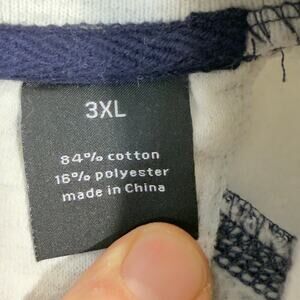 3XL
84% cotton
16% polyester
made in China